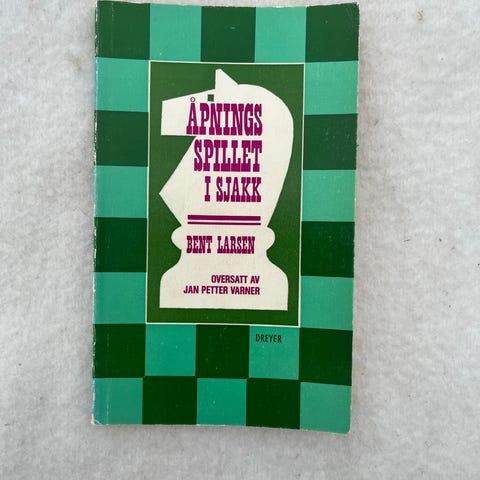 ÅPNINGS
SPILLET
I SJAKK
BENT LARSEN
OVERSATT AV
JAN PETTER VARNER
DREYER